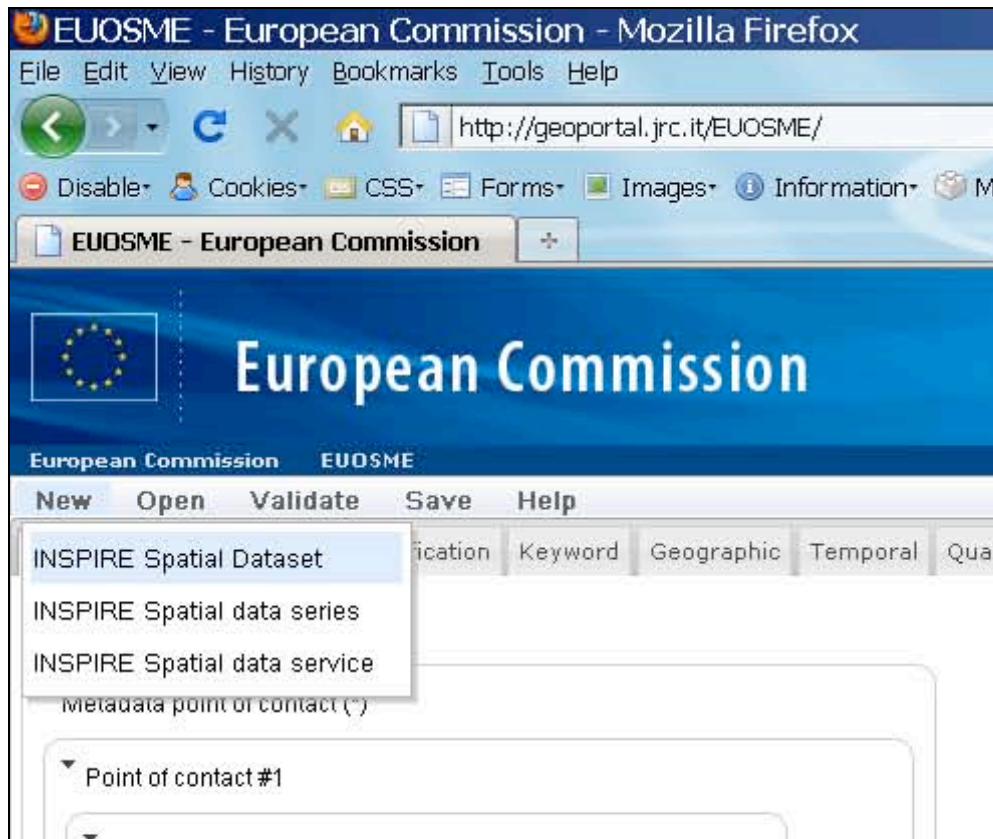 EUOSME - European Commission - Mozilla Firefox
File Edit View History Bookmarks Tools Help
http://geoportal.jrc.it/EUOSME/
Disable Cookies CSS Forms Images Information
EUOSME - European Commission
European Commission
European Commission EUOSME
New Open Validate Save Help
INSPIRE Spatial Dataset
Keyword Geographic Temporal
INSPIRE Spatial data series
INSPIRE Spatial data service
Metadata point of contact (*)
Point of contact #1